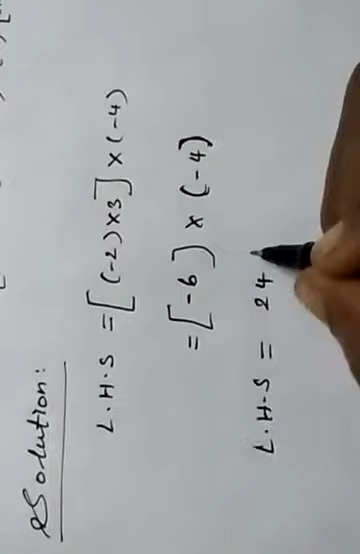 Solution:
L.H.S = [(-2)×3]×(-4)
= [-6)×(-4)
L.H-S = 24